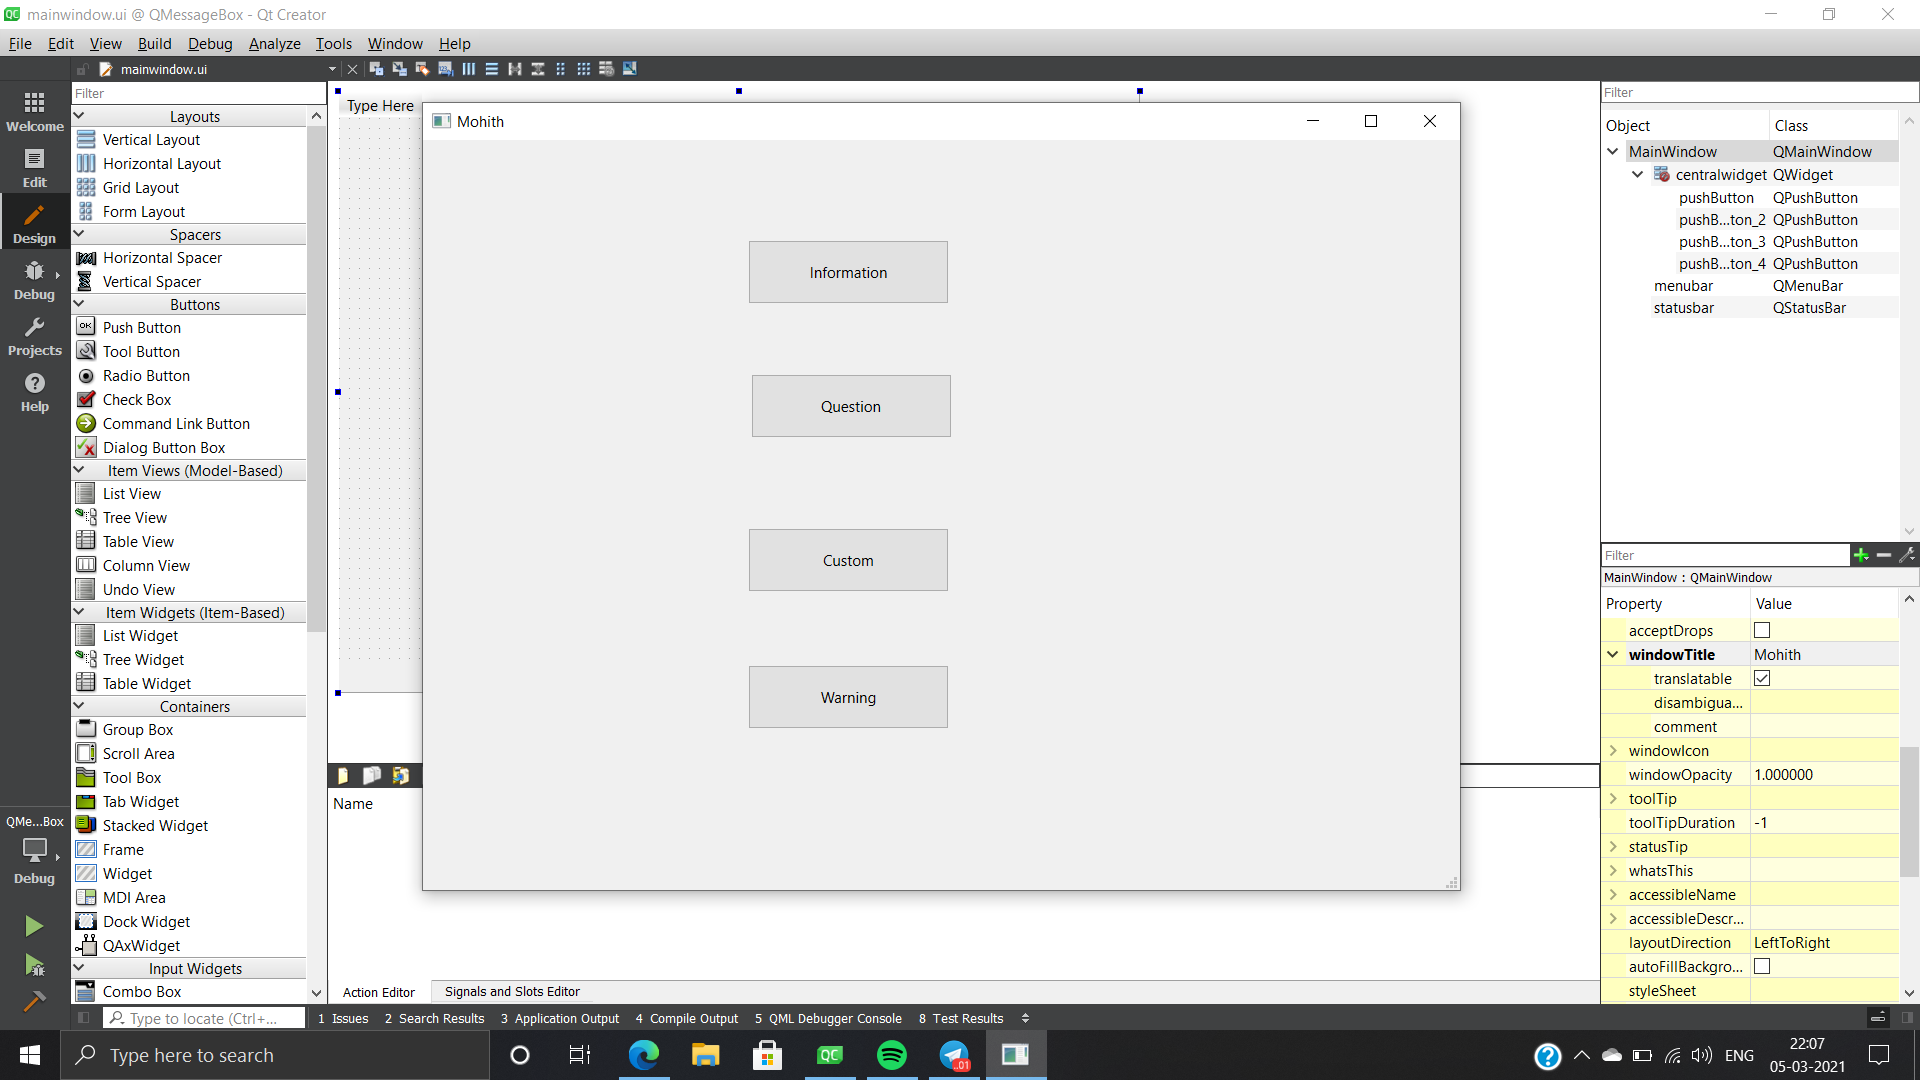 mainwindow.ui @ QMessageBox - Qt Creator
File Edit View Build Debug Analyze Tools Window Help
mainwindow.ui
Welcome
Edit
Design
Debug
Projects
Help
QMe...Box
Debug
Filter
Layouts
Vertical Layout
Horizontal Layout
Grid Layout
Form Layout
Spacers
Horizontal Spacer
Vertical Spacer
Buttons
Push Button
Tool Button
Radio Button
Check Box
Command Link Button
Dialog Button Box
Item Views (Model-Based)
List View
Tree View
Table View
Column View
Undo View
Item Widgets (Item-Based)
List Widget
Tree Widget
Table Widget
Containers
Group Box
Scroll Area
Tool Box
Tab Widget
Stacked Widget
Frame
Widget
MDI Area
Dock Widget
QAxWidget
Input Widgets
Combo Box
Type Here
Mohith
Information
Question
Custom
Warning
Name
Action Editor Signals and Slots Editor
Filter
Object Class
MainWindow QMainWindow
centralwidget QWidget
pushButton QPushButton
pushB...ton_2 QPushButton
pushB...ton_3 QPushButton
pushB...ton_4 QPushButton
menubar QMenuBar
statusbar QStatusBar
Filter
MainWindow : QMainWindow
Property Value
acceptDrops
windowTitle Mohith
translatable
disambigua...
comment
windowIcon
windowOpacity 1.000000
toolTip
toolTipDuration -1
statusTip
whatsThis
accessibleName
accessibleDescr...
layoutDirection LeftToRight
autoFillBackgro...
styleSheet
Type to locate (Ctrl+... 1 Issues 2 Search Results 3 Application Output 4 Compile Output 5 QML Debugger Console 8 Test Results
Type here to search
QC
..01
ENG
22:07
05-03-2021